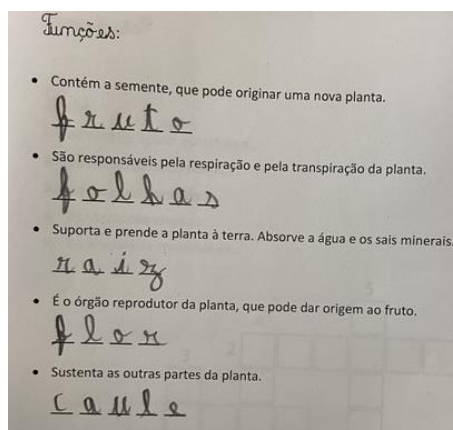 Funções:
• Contém a semente, que pode originar uma nova planta.
fruto
• São responsáveis pela respiração e pela transpiração da planta.
folhas
• Suporta e prende a planta à terra. Absorve a água e os sais minerais.
raiz
• É o órgão reprodutor da planta, que pode dar origem ao fruto.
flor
• Sustenta as outras partes da planta.
caule